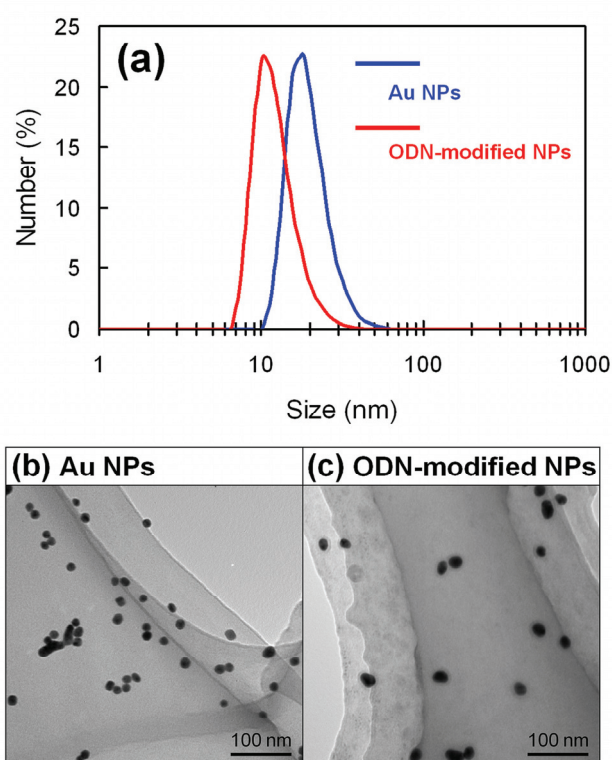 25
(a)
Au NPs
ODN-modified NPs
20
15
10
5
0
Number (%)
1
10
100
1000
Size (nm)
(b) Au NPs
(c) ODN-modified NPs
100 nm
100 nm